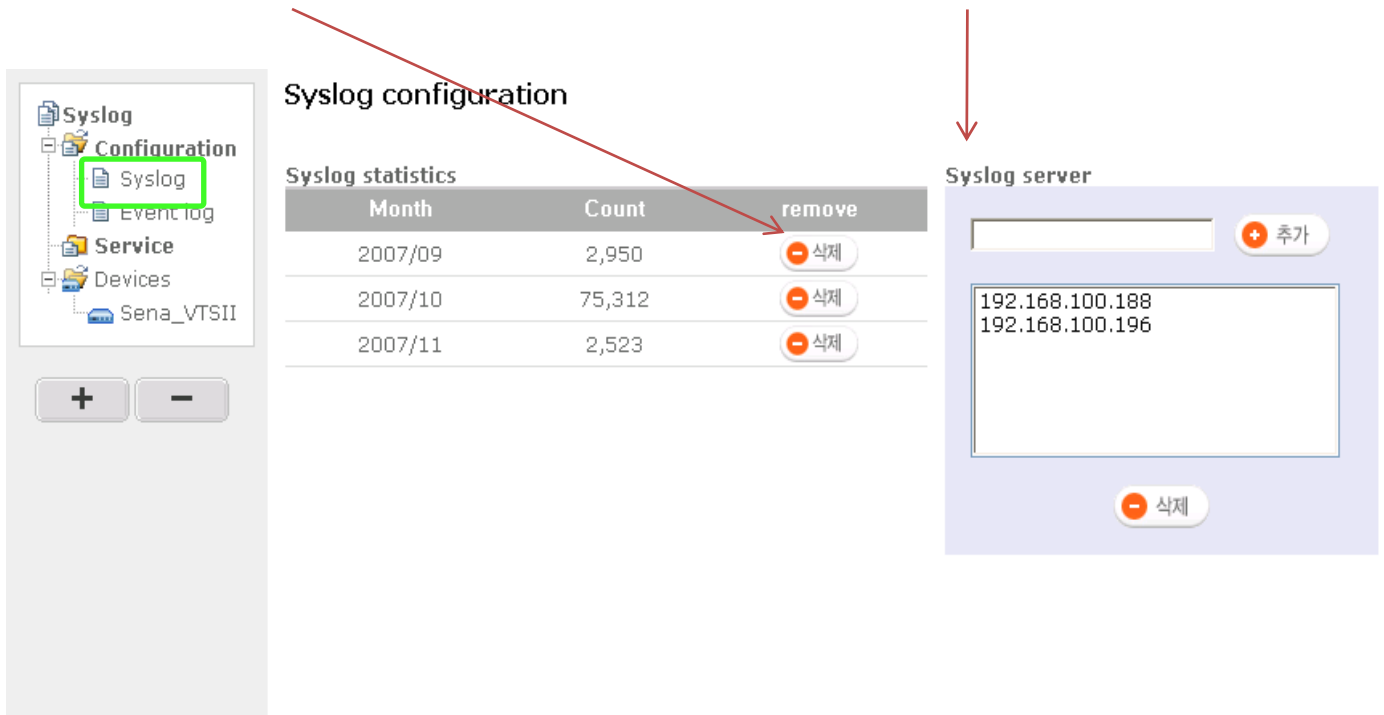 Syslog
Configuration
Syslog
Event log
Service
Devices
Sena_VTSII
+ −
Syslog configuration
Syslog statistics
Month Count remove
2007/09 2,950 삭제
2007/10 75,312 삭제
2007/11 2,523 삭제
Syslog server
추가
192.168.100.188
192.168.100.196
삭제